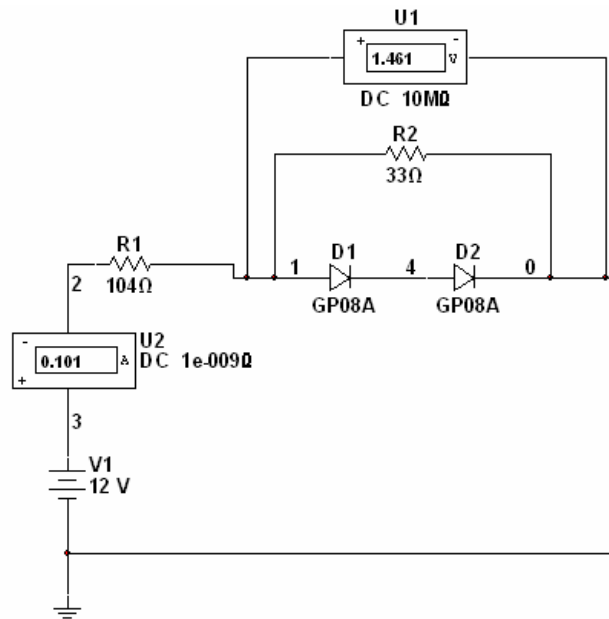 U1
+ -
1.461 V
DC 10MΩ
R2
33Ω
R1
104Ω
D1
GP08A
D2
GP08A
1
4
0
2
U2
DC 1e-009Ω
-
0.101 A
+
3
V1
12 V